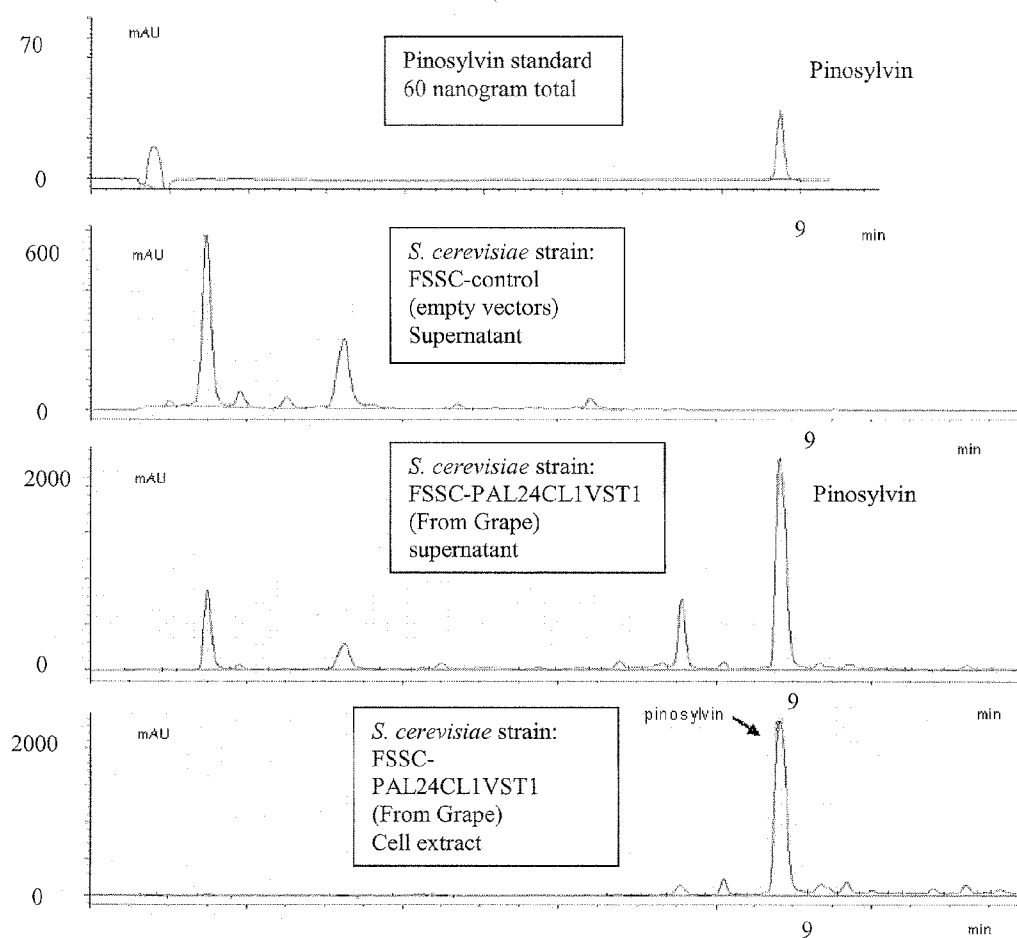 70
mAU
Pinosylvin standard
60 nanogram total
Pinosylvin
0
9
min
600
mAU
S. cerevisiae strain:
FSSC-control
(empty vectors)
Supernatant
0
9
min
2000
mAU
S. cerevisiae strain:
FSSC-PAL24CL1VST1
(From Grape)
supernatant
Pinosylvin
0
9
min
2000
mAU
S. cerevisiae strain:
FSSC-
PAL24CL1VST1
(From Grape)
Cell extract
pinosylvin
0
9
min